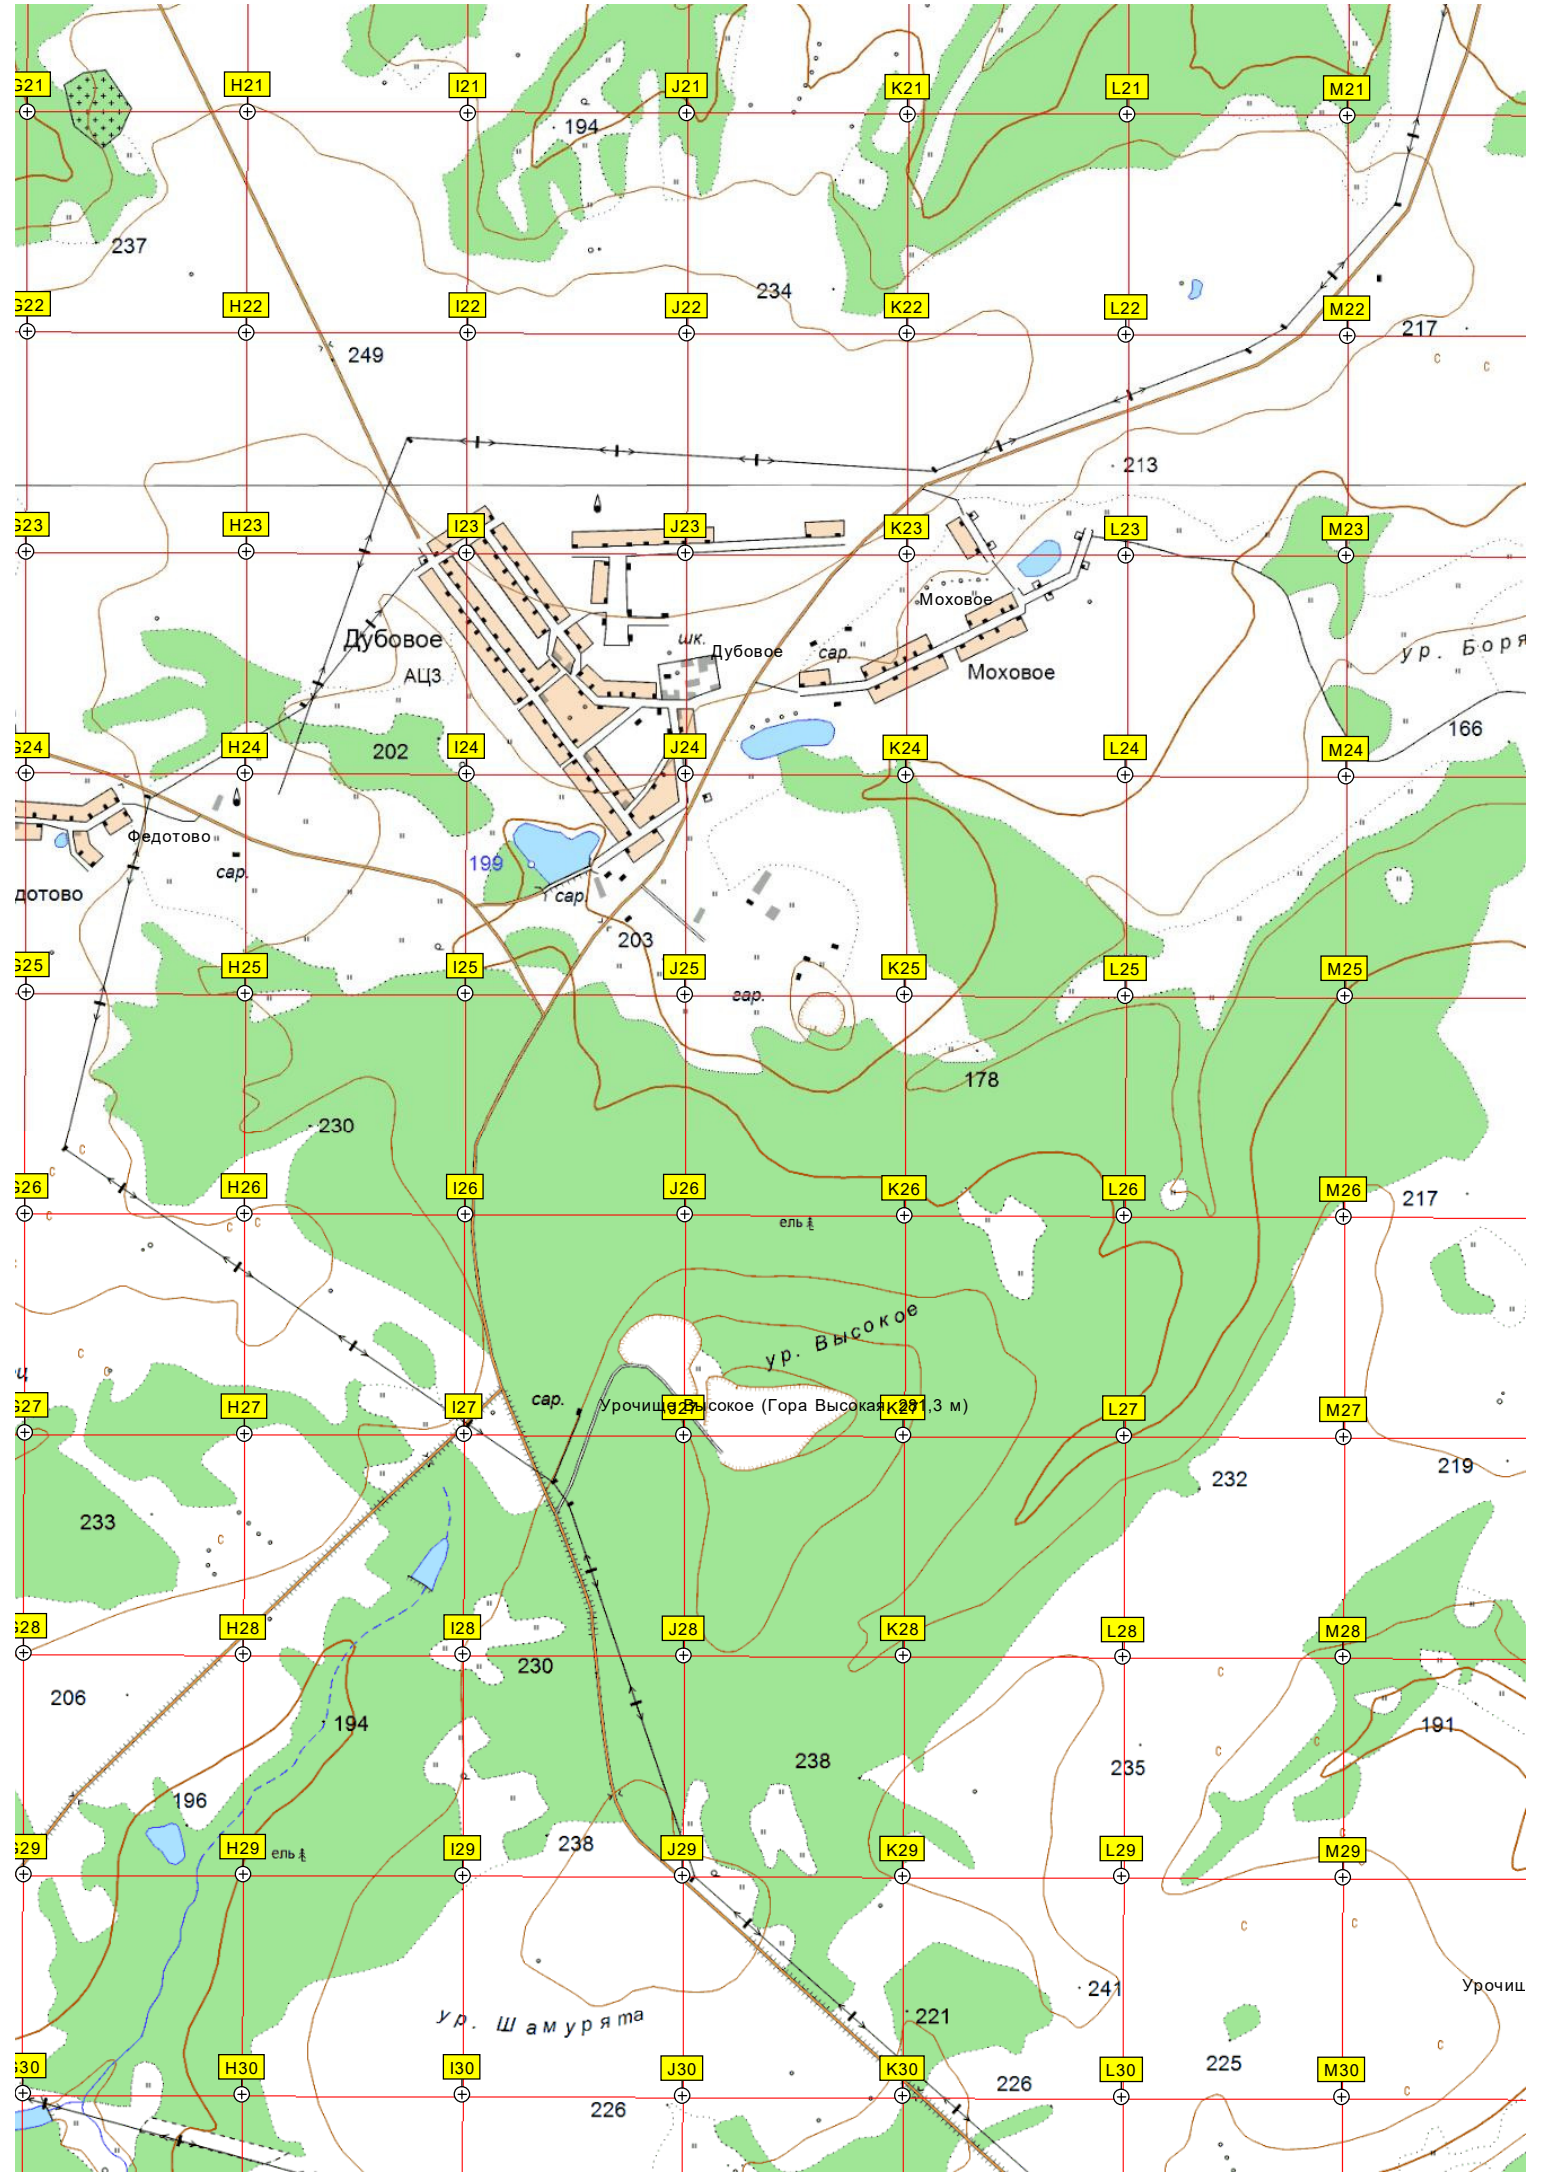 G21 H21 I21 J21 K21 L21 M21
194
237
234
G22 H22 I22 J22 K22 L22 M22
217
249
с с
213
G23 H23 I23 J23 K23 L23 M23
Моховое
Дубовое
шк.
Дубовое
сар.
ур. Боря
АЦЗ
Моховое
166
G24 H24 I24 J24 K24 L24 M24
202
Федотово
199
сар.
дотово
сар.
203
G25 H25 I25 J25 K25 L25 M25
гар.
178
230
с
с
G26 H26 I26 J26 K26 L26 M26
217
с с с
ель
ур. Высокое
с с
ц
сар.
G27 H27 I27 J27 Урочище Высокое (Гора Высокая, 281,3 м) K27 L27 M27
219
232
233
с
G28 H28 I28 J28 K28 L28 M28
230
с
206
194
191
с
с
238
235
196
238
с
G29 H29 I29 J29 K29 L29 M29
ель
с с
241
Урочищ
221
ур. Шамурята
с
225
G30 H30 I30 J30 K30 L30 M30
226
с
226